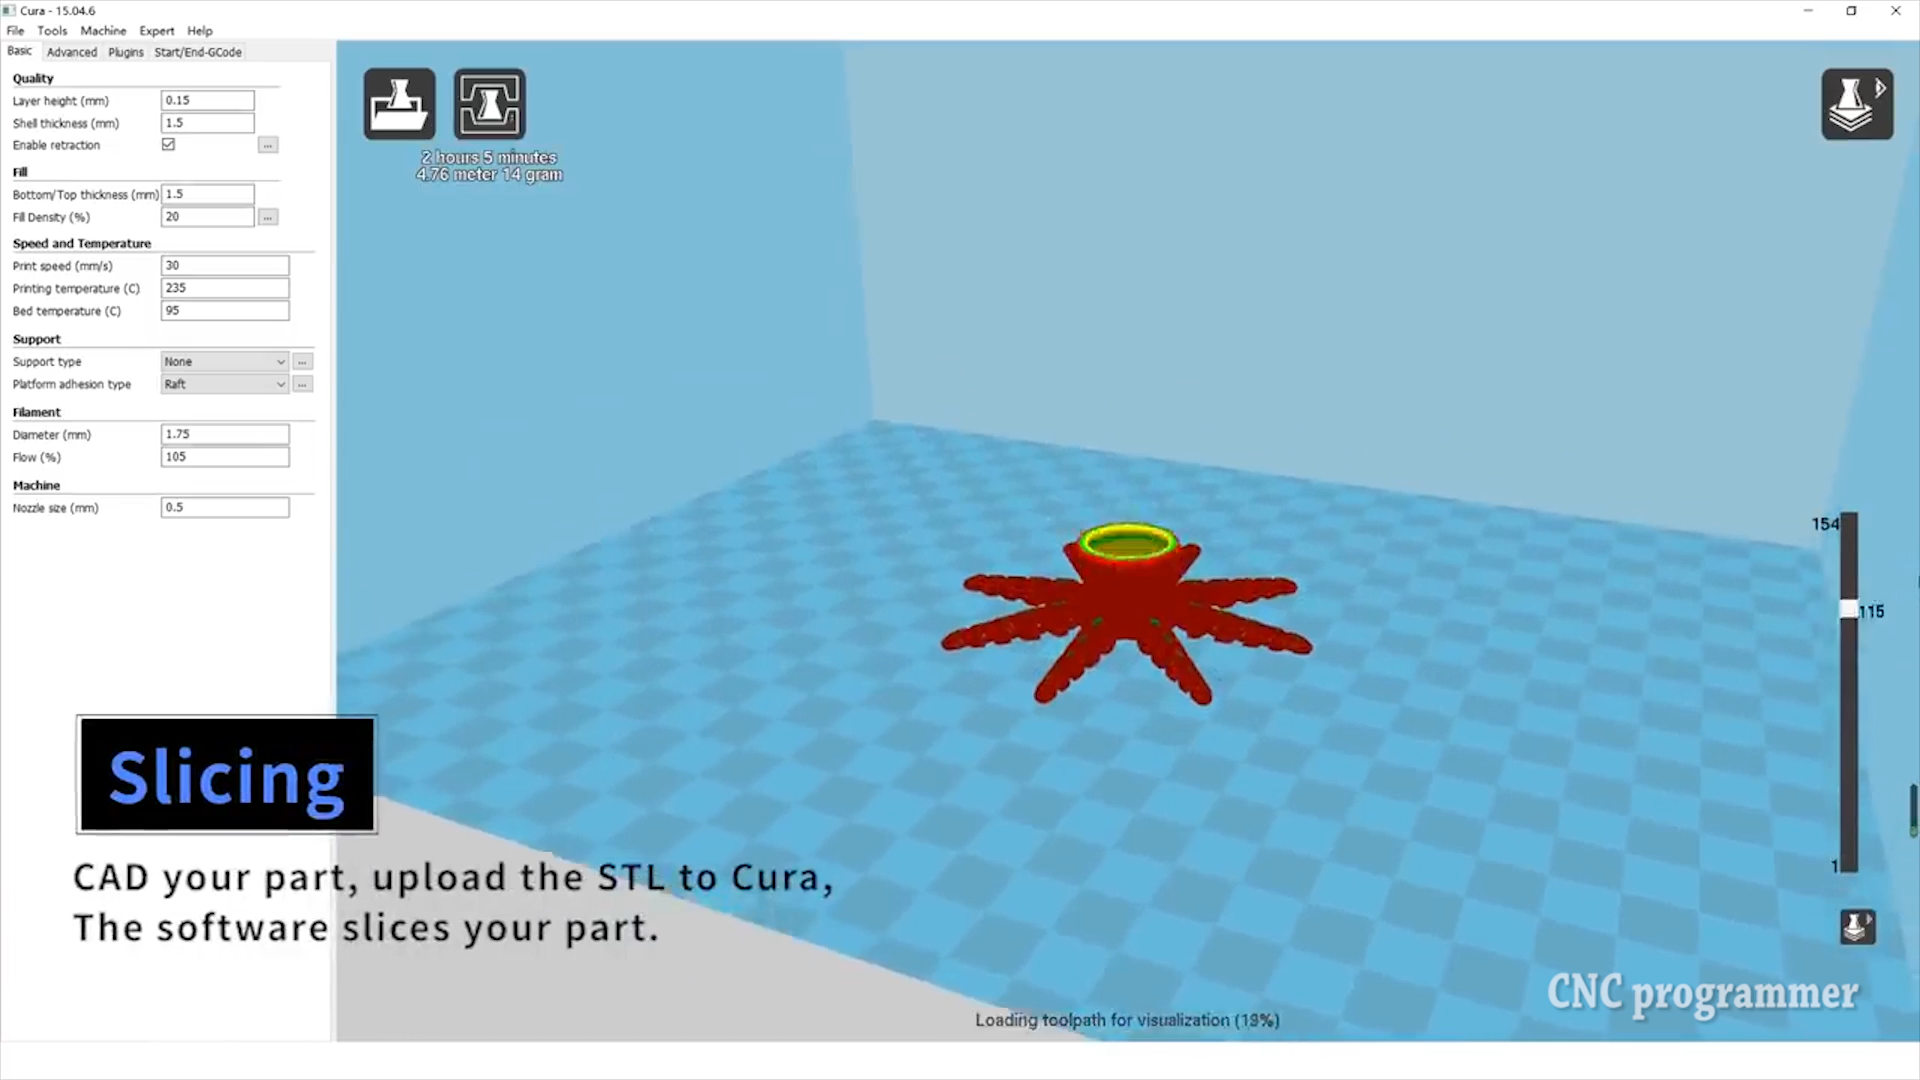 Cura - 15.04.6
File Tools Machine Expert Help
Basic Advanced Plugins Start/End-GCode
Quality
Layer height (mm) 0.15
Shell thickness (mm) 1.5
Enable retraction ...
Fill
Bottom/Top thickness (mm) 1.5
Fill Density (%) 20 ...
Speed and Temperature
Print speed (mm/s) 30
Printing temperature (C) 235
Bed temperature (C) 95
Support
Support type None ...
Platform adhesion type Raft ...
Filament
Diameter (mm) 1.75
Flow (%) 105
Machine
Nozzle size (mm) 0.5
2 hours 5 minutes
4.76 meter 14 gram
154
115
1
Slicing
CAD your part, upload the STL to Cura,
The software slices your part.
CNC programmer
Loading toolpath for visualization (19%)